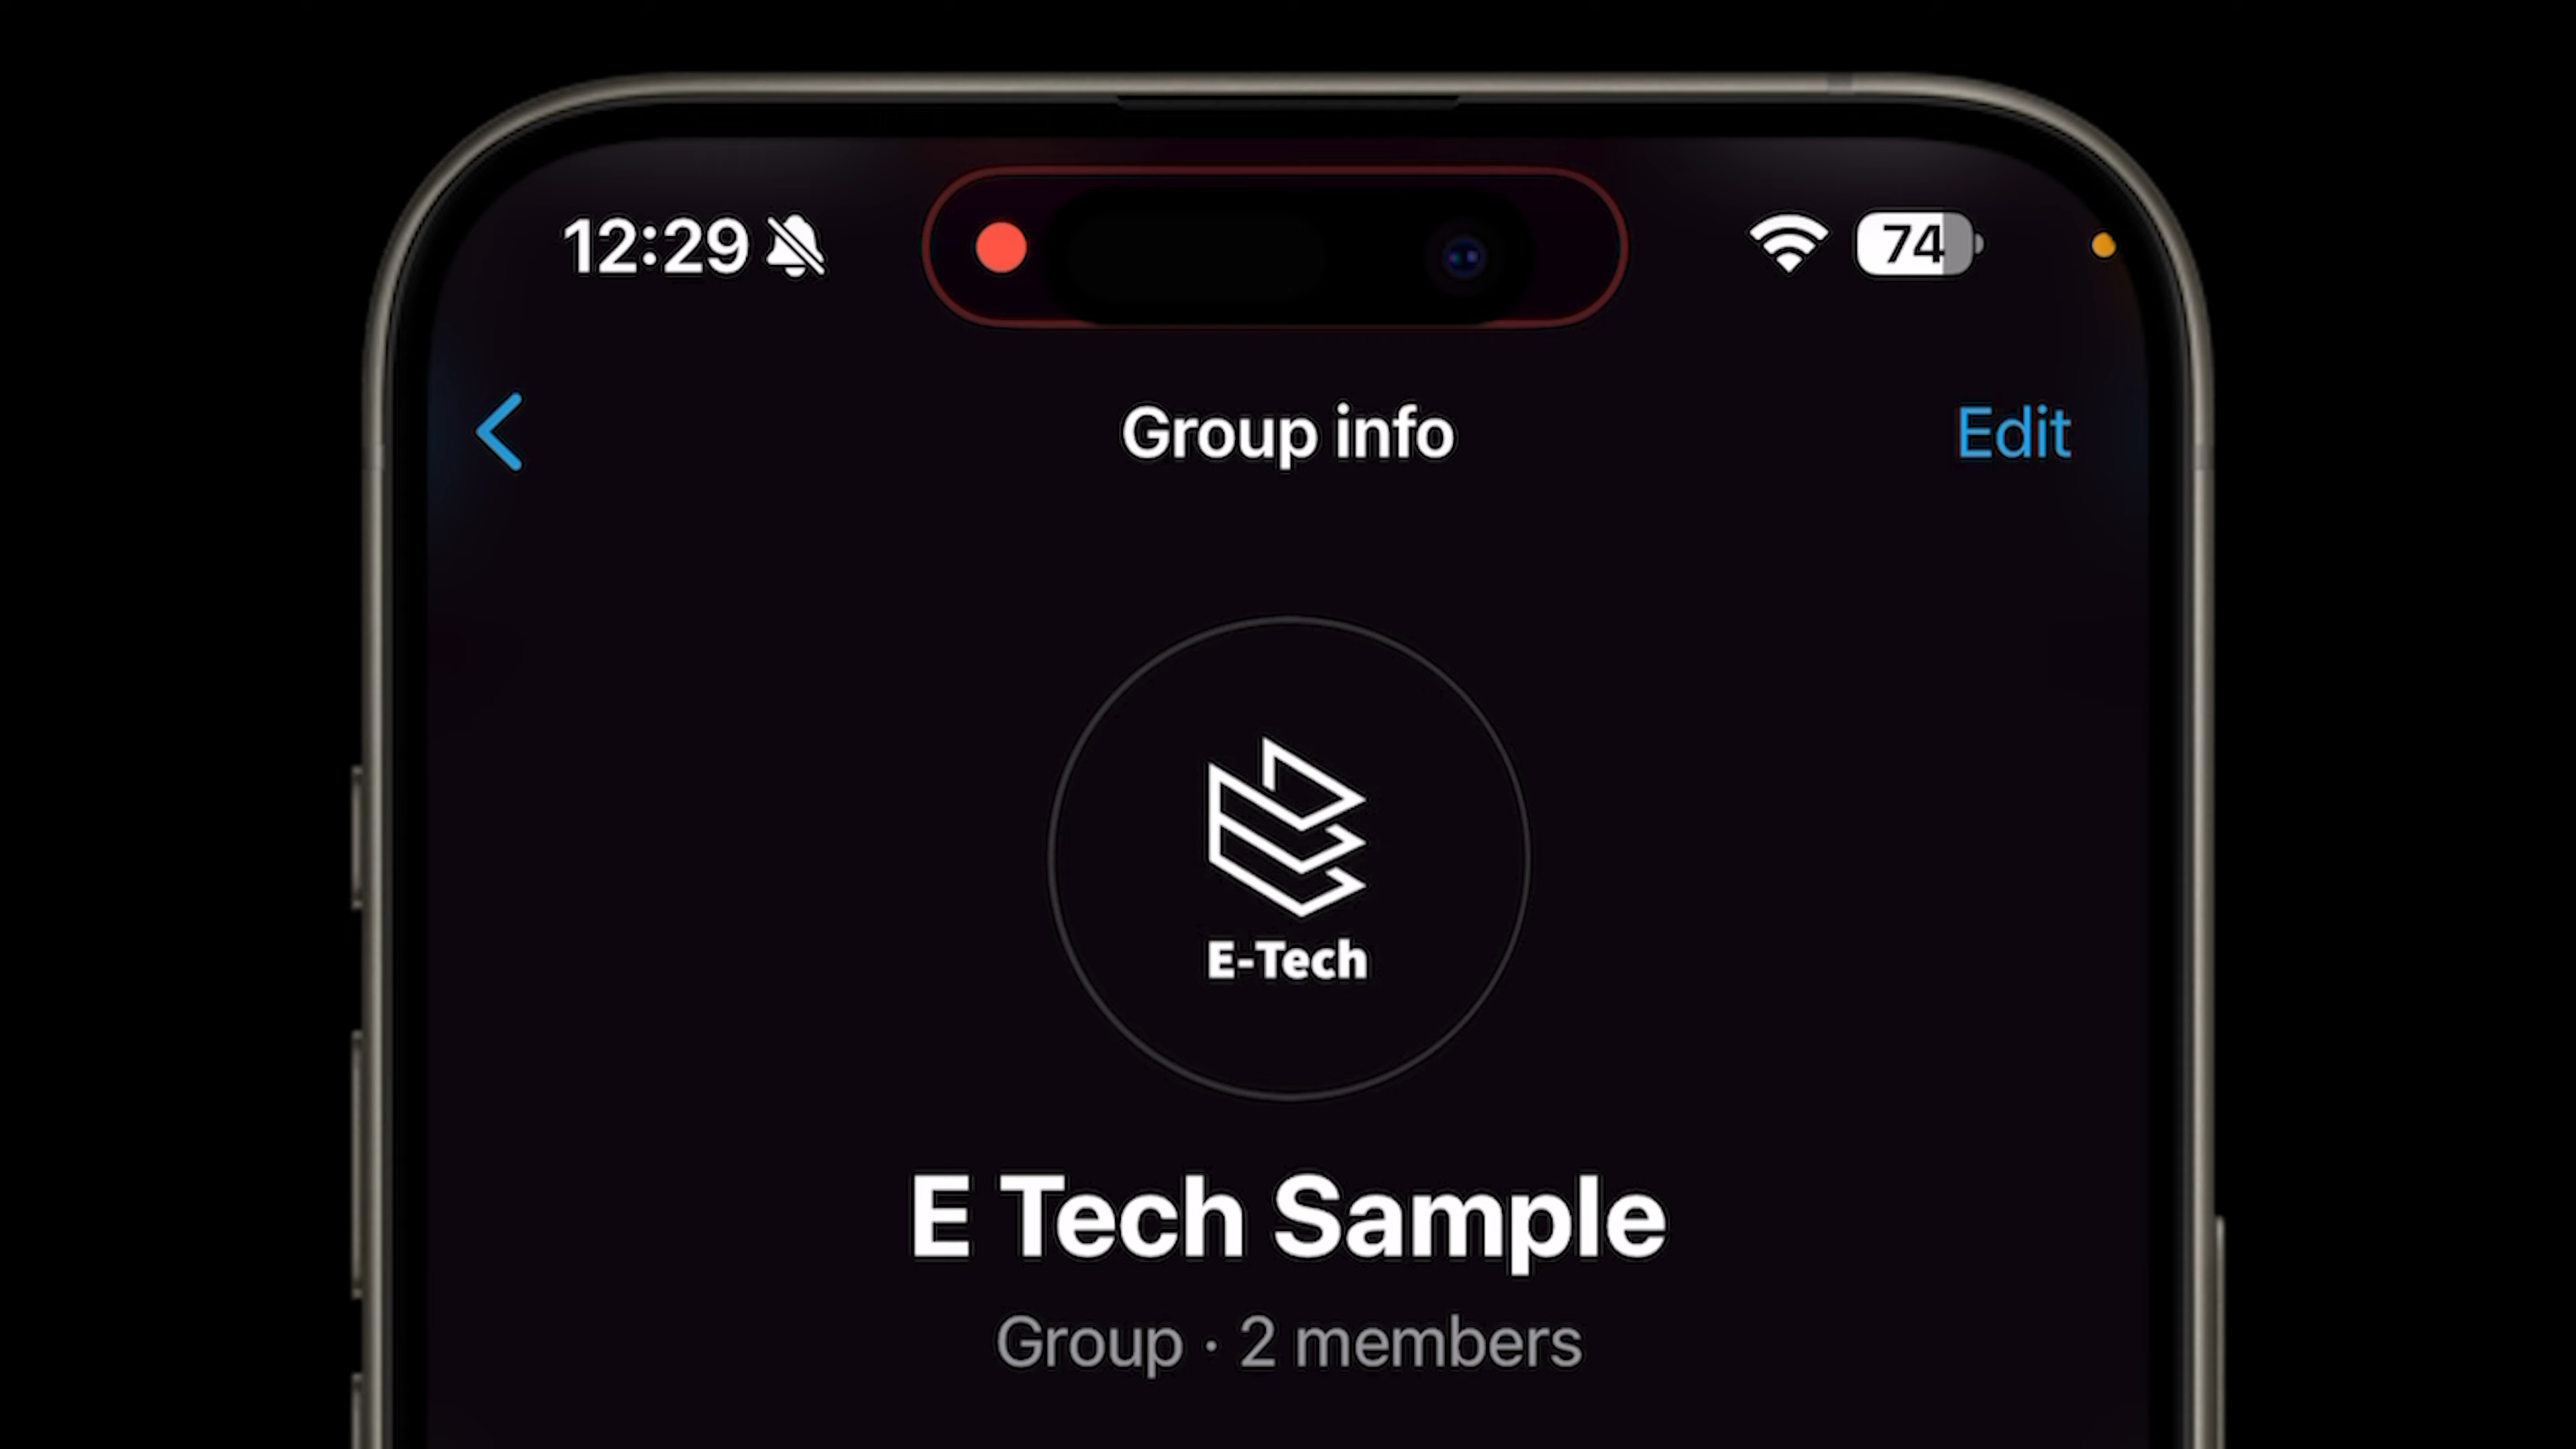 12:29
74
Group info
Edit
E-Tech
E Tech Sample
Group · 2 members